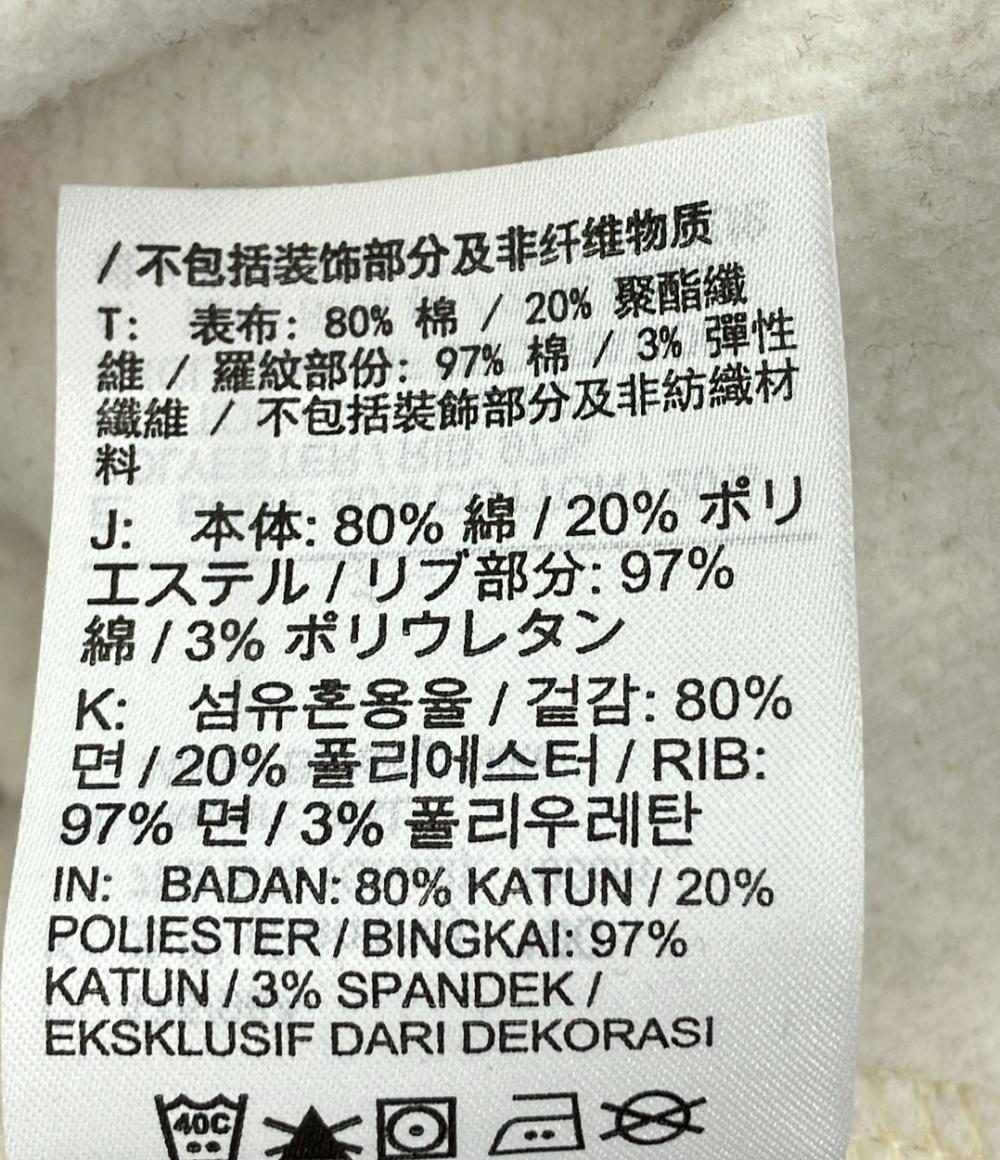 / 不包括装饰部分及非纤维物质
T: 表布: 80% 棉 / 20% 聚酯纖
維 / 羅紋部份: 97% 棉 / 3% 彈性
纖維 / 不包括裝飾部分及非紡織材
料
J: 本体: 80% 綿 / 20% ポリ
エステル / リブ部分: 97%
綿 / 3% ポリウレタン
K: 섬유혼용율 / 겉감: 80%
면 / 20% 폴리에스터 / RIB:
97% 면 / 3% 폴리우레탄
IN: BADAN: 80% KATUN / 20%
POLIESTER / BINGKAI: 97%
KATUN / 3% SPANDEK /
EKSKLUSIF DARI DEKORASI
40C